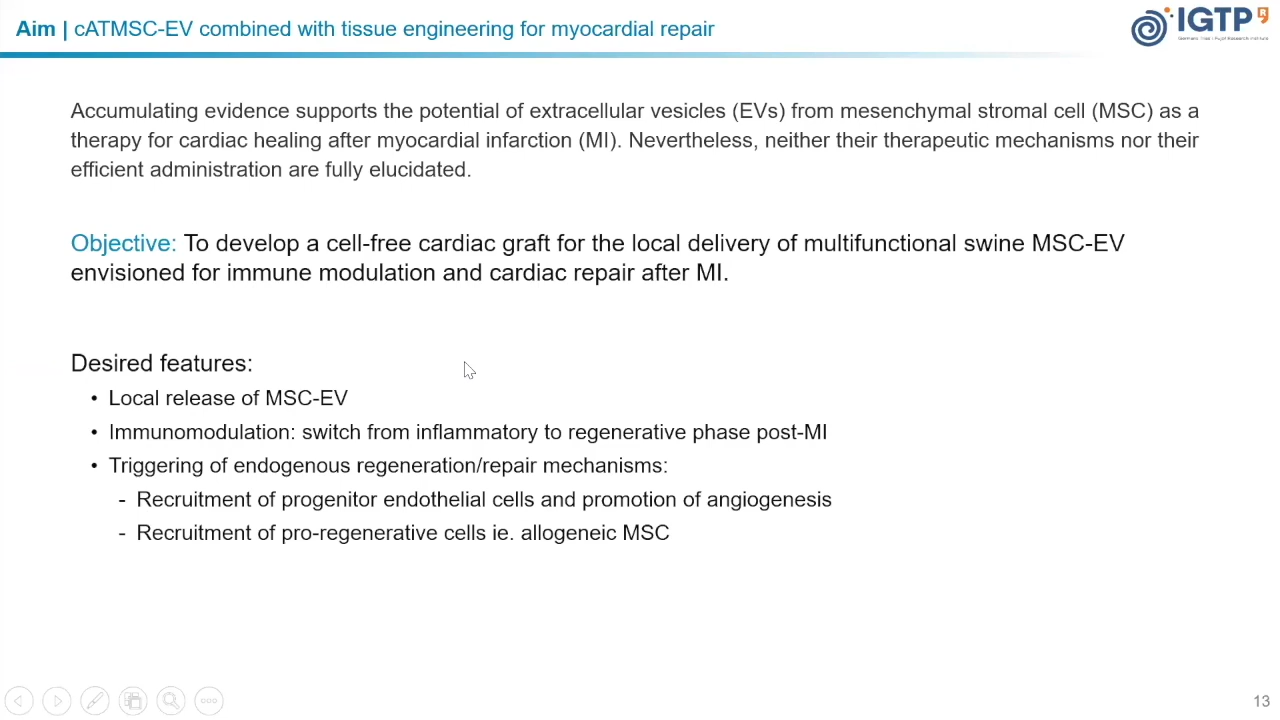 Aim | cATMSC-EV combined with tissue engineering for myocardial repair
IGTP
Germans Trias i Pujol Research Institute
Accumulating evidence supports the potential of extracellular vesicles (EVs) from mesenchymal stromal cell (MSC) as a
therapy for cardiac healing after myocardial infarction (MI). Nevertheless, neither their therapeutic mechanisms nor their
efficient administration are fully elucidated.
Objective: To develop a cell-free cardiac graft for the local delivery of multifunctional swine MSC-EV
envisioned for immune modulation and cardiac repair after MI.
Desired features:
• Local release of MSC-EV
• Immunomodulation: switch from inflammatory to regenerative phase post-MI
• Triggering of endogenous regeneration/repair mechanisms:
- Recruitment of progenitor endothelial cells and promotion of angiogenesis
- Recruitment of pro-regenerative cells ie. allogeneic MSC
13